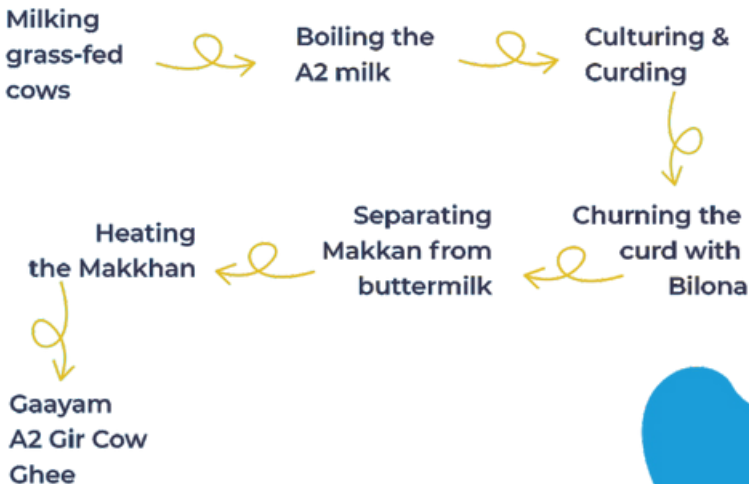 Milking
grass-fed
cows
Boiling the
A2 milk
Culturing &
Curding
Churning the
curd with
Bilona
Separating
Makkan from
buttermilk
Heating
the Makkhan
Gaayam
A2 Gir Cow
Ghee